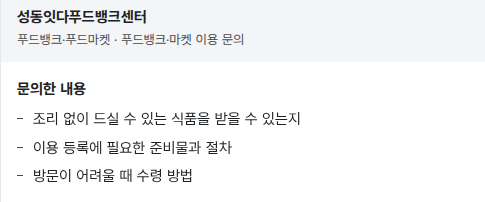 성동잇다푸드뱅크센터
푸드뱅크·푸드마켓 · 푸드뱅크·마켓 이용 문의
문의한 내용
– 조리 없이 드실 수 있는 식품을 받을 수 있는지
– 이용 등록에 필요한 준비물과 절차
– 방문이 어려울 때 수령 방법